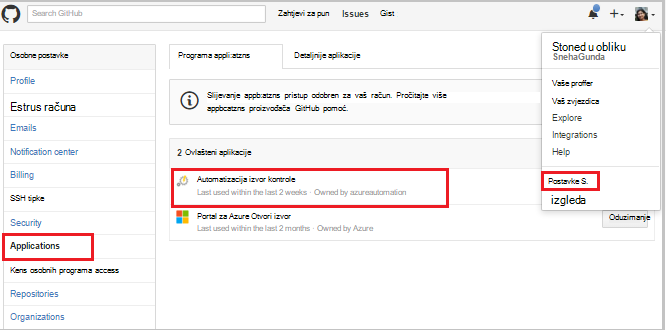 Search GitHub
Zahtjevi za pun Issues Gist
Osobne postavke
Profile
Estrus računa
Emails
Notification center
Billing
SSH tipke
Security
Applications
Kens osobnih programa access
Repositories
Organizations
Programa appli:atzns Detaljnije aplikacije
Slijevanje appb:atzns pristup odobren za vaš račun. Pročitajte više
appbcatzns proizvođača GitHub pomoć.
2 Ovlašteni aplikacije
Automatizacija izvor kontrole
Last used within the last 2 weeks · Owned by azureautomation
Portal za Azure Otvori izvor
Last used within the last 2 months · Owned by Azure
Oduzimanje
Stoned u obliku
SnehaGunda
Vaše proffer
Vaš zvjezdica
Explore
Integrations
Help
Postavke S.
izgleda